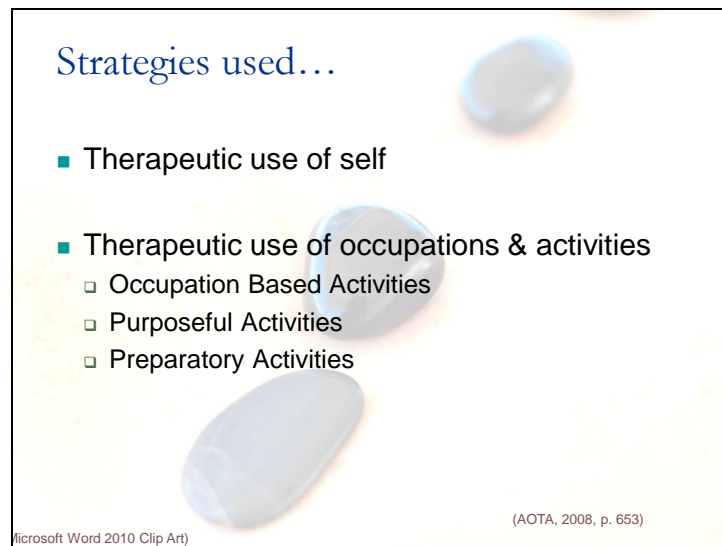 Strategies used…
Therapeutic use of self
Therapeutic use of occupations & activities
Occupation Based Activities
Purposeful Activities
Preparatory Activities
(AOTA, 2008, p. 653)
Microsoft Word 2010 Clip Art)